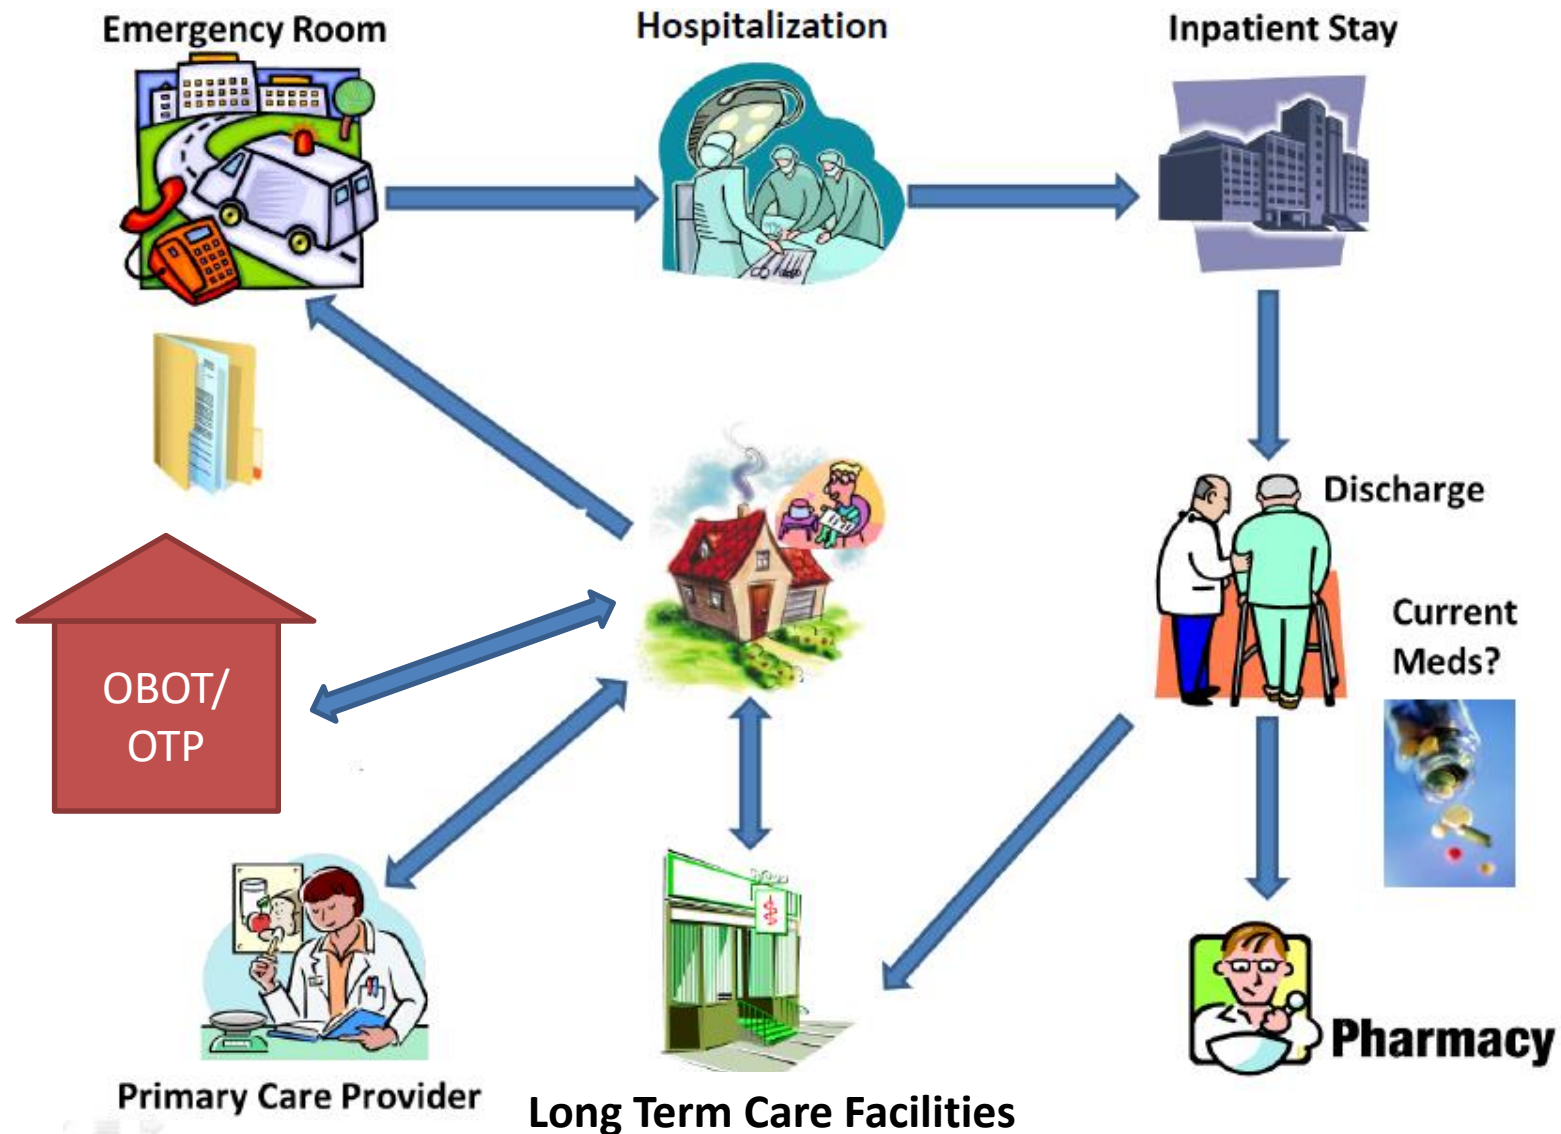 Emergency Room
Hospitalization
Inpatient Stay
Discharge
Current
Meds?
OBOT/
OTP
Pharmacy
Primary Care Provider
Long Term Care Facilities